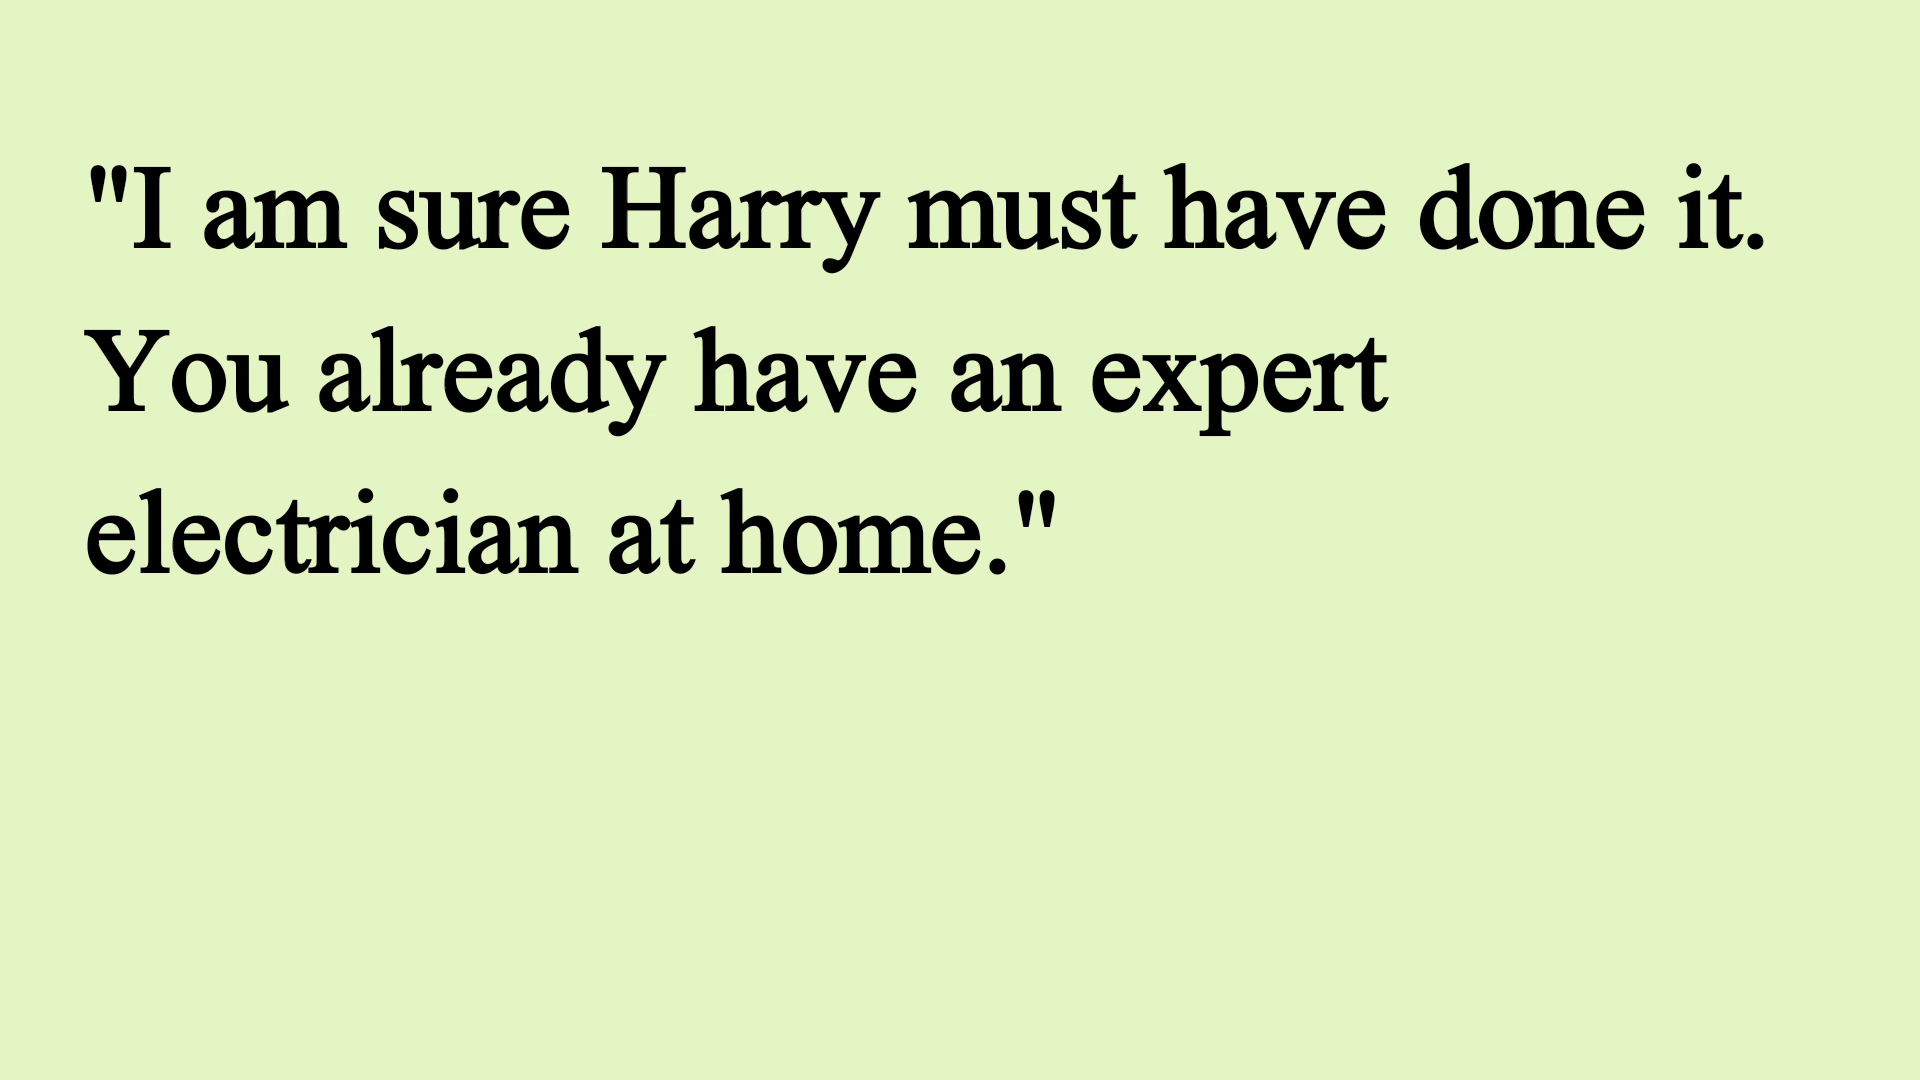 "I am sure Harry must have done it.
You already have an expert
electrician at home."